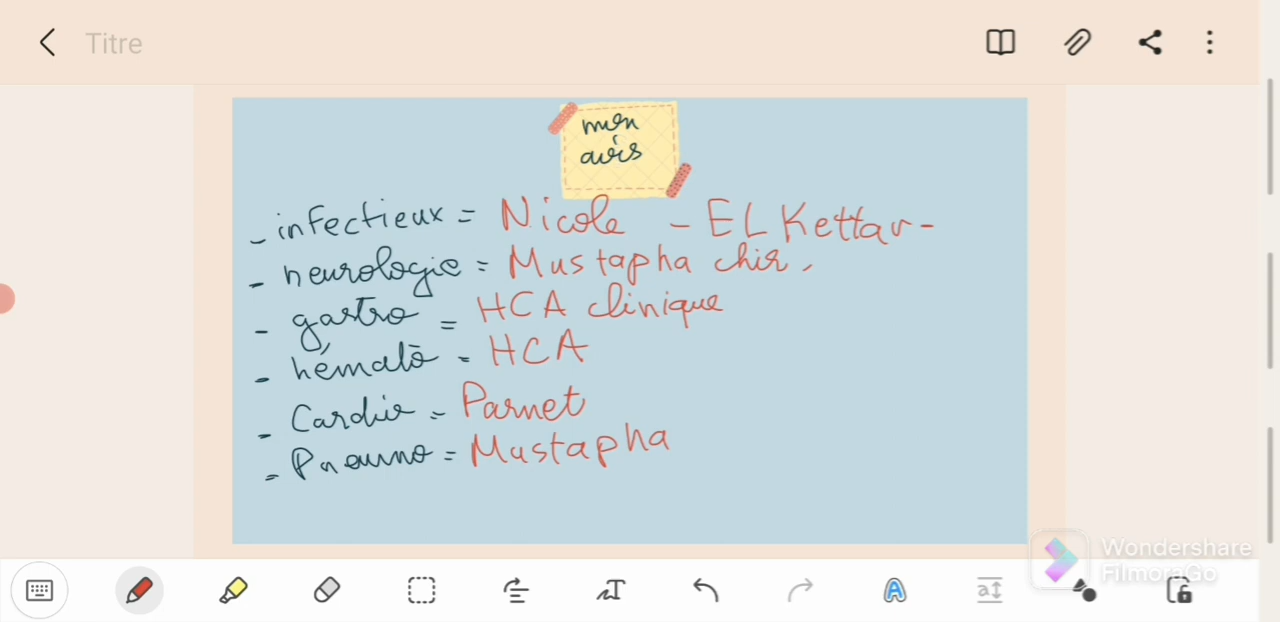 Titre
mon
avis
- infectieux = Nicole - EL Kettar -
- neurologie = Mustapha chir.
- gastro = HCA clinique
- hémato = HCA
- Cardio = Parnet
- Pneumo = Mustapha
Wondershare
FilmoraGo